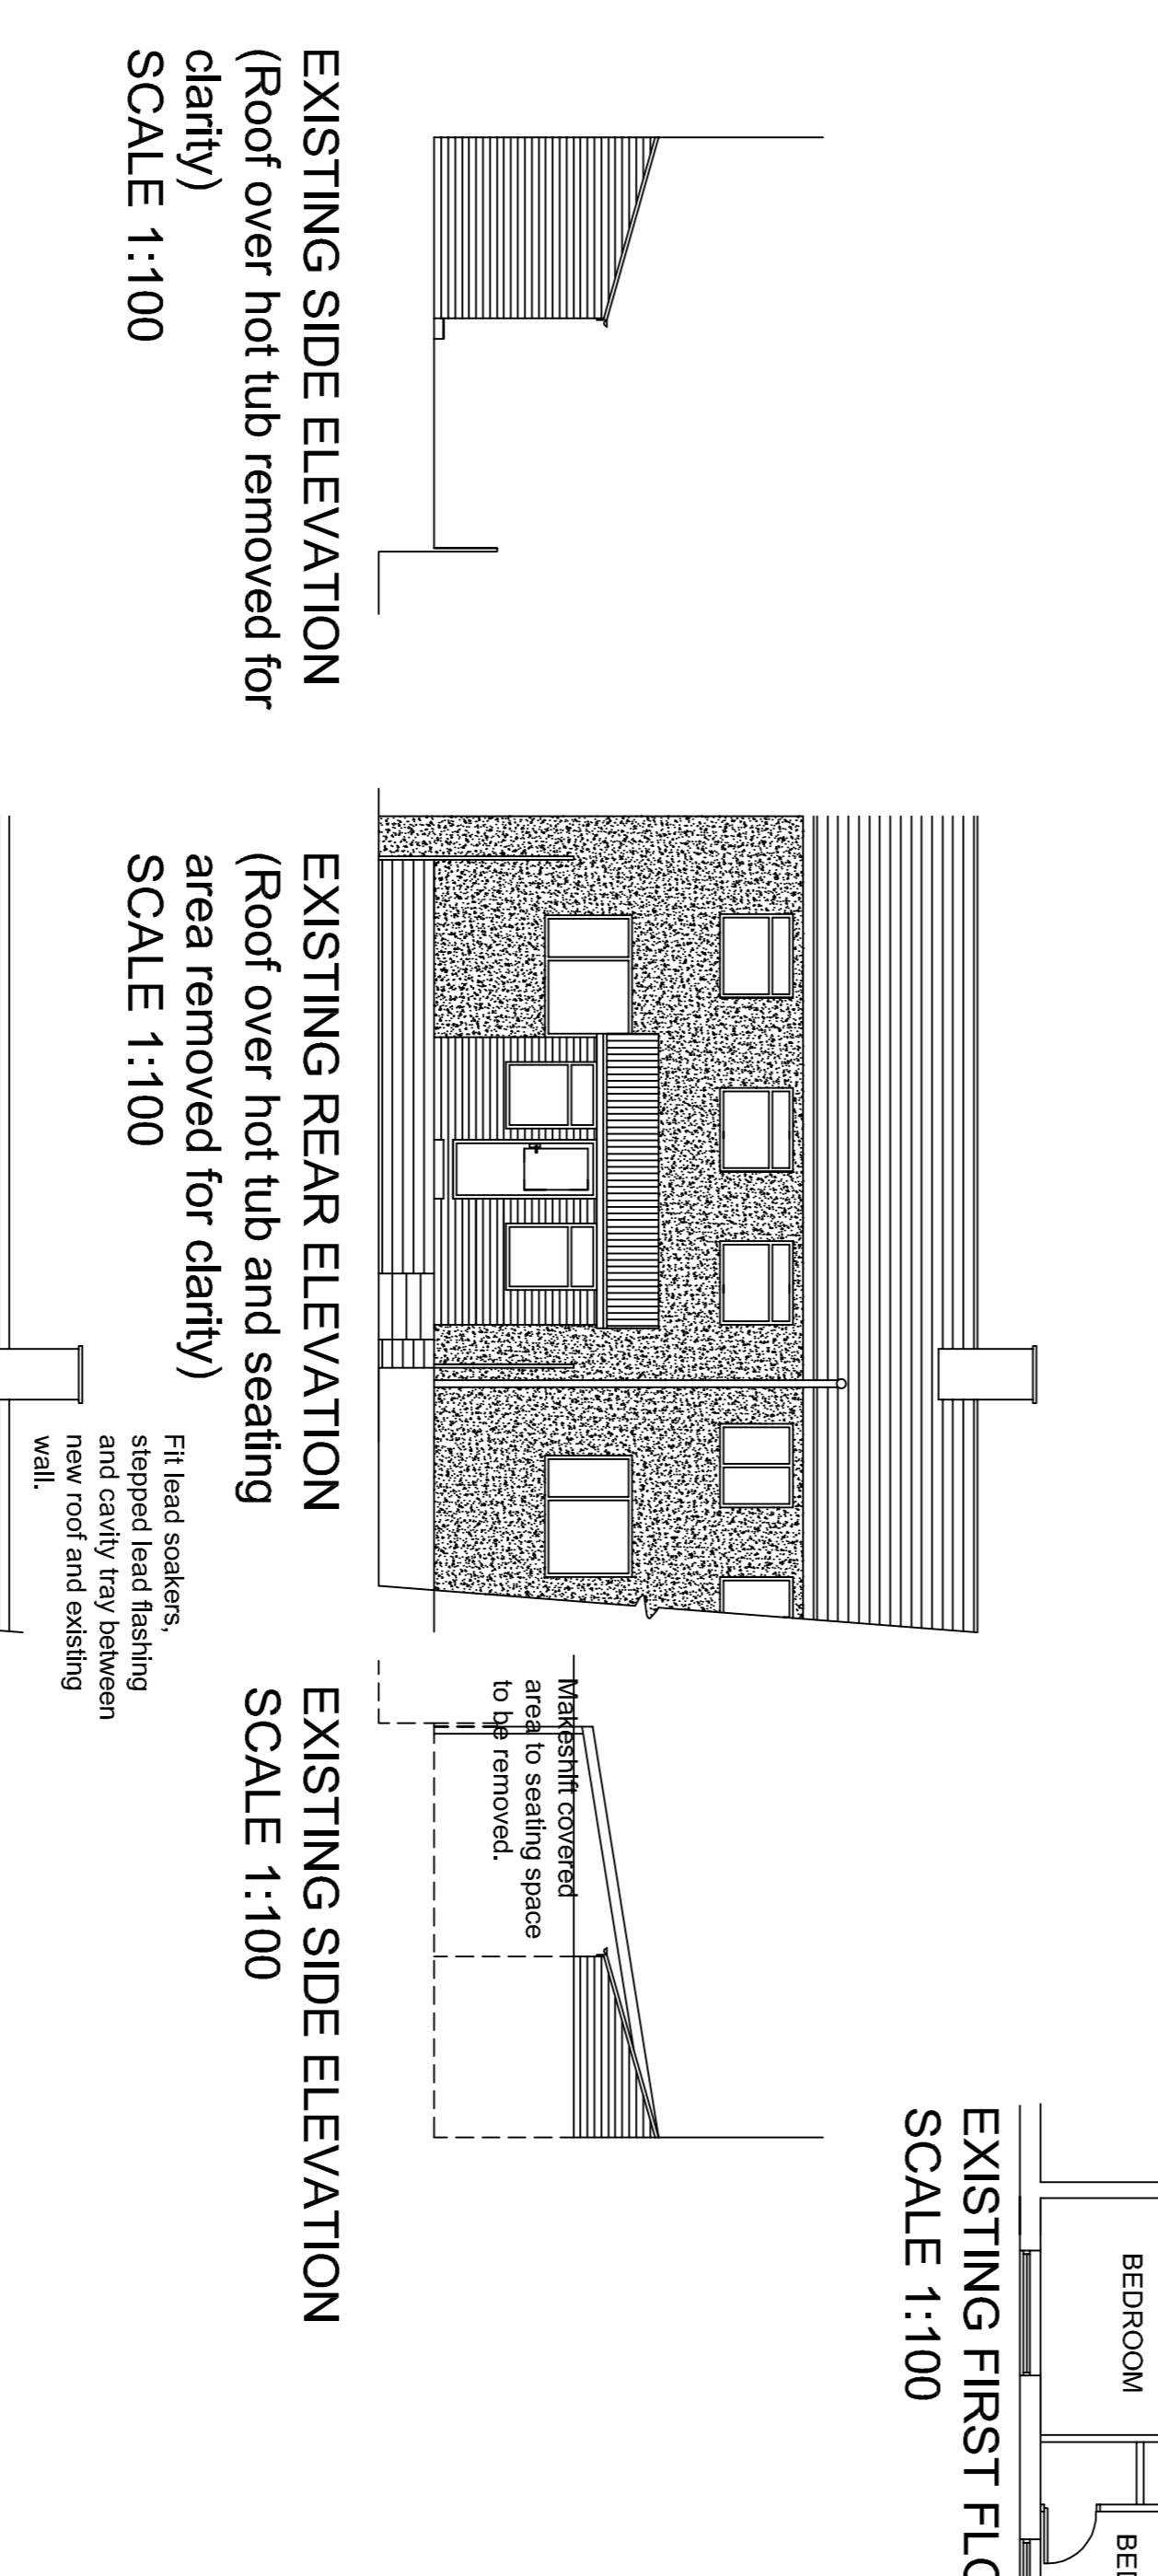 EXISTING SIDE ELEVATION
(Roof over hot tub removed for
clarity)
SCALE 1:100
EXISTING REAR ELEVATION
(Roof over hot tub and seating
area removed for clarity)
SCALE 1:100
Fit lead soakers,
stepped lead flashing
and cavity tray between
new roof and existing
wall.
Makeshift covered
area to seating space
to be removed.
EXISTING SIDE ELEVATION
SCALE 1:100
BEDROOM
EXISTING FIRST
SCALE 1:100